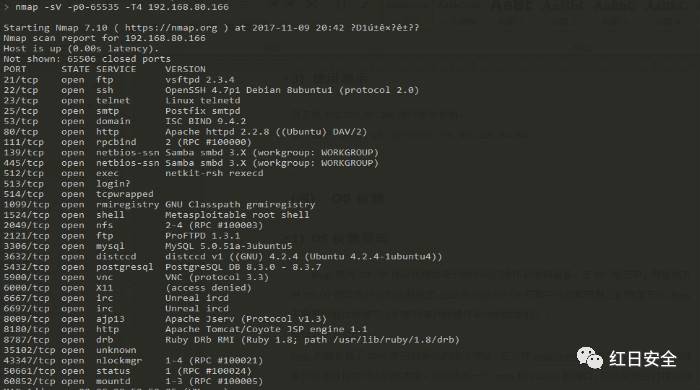 > nmap -sV -p0-65535 -T4 192.168.80.166
Starting Nmap 7.10 ( https://nmap.org ) at 2017-11-09 20:42 ?D1ú±ê×?ê±??
Nmap scan report for 192.168.80.166
Host is up (0.00s latency).
Not shown: 65506 closed ports
PORT STATE SERVICE VERSION
21/tcp open ftp vsftpd 2.3.4
22/tcp open ssh OpenSSH 4.7p1 Debian 8ubuntu1 (protocol 2.0)
23/tcp open telnet Linux telnetd
25/tcp open smtp Postfix smtpd
53/tcp open domain ISC BIND 9.4.2
80/tcp open http Apache httpd 2.2.8 ((Ubuntu) DAV/2)
111/tcp open rpcbind 2 (RPC #100000)
139/tcp open netbios-ssn Samba smbd 3.X (workgroup: WORKGROUP)
445/tcp open netbios-ssn Samba smbd 3.X (workgroup: WORKGROUP)
512/tcp open exec netkit-rsh rexecd
513/tcp open login?
514/tcp open tcpwrapped
1099/tcp open rmiregistry GNU Classpath grmiregistry
1524/tcp open shell Metasploitable root shell
2049/tcp open nfs 2-4 (RPC #100003)
2121/tcp open ftp ProFTPD 1.3.1
3306/tcp open mysql MySQL 5.0.51a-3ubuntu5
3632/tcp open distccd distccd v1 ((GNU) 4.2.4 (Ubuntu 4.2.4-1ubuntu4))
5432/tcp open postgresql PostgreSQL DB 8.3.0 - 8.3.7
5900/tcp open vnc VNC (protocol 3.3)
6000/tcp open X11 (access denied)
6667/tcp open irc Unreal ircd
6697/tcp open irc Unreal ircd
8009/tcp open ajp13 Apache Jserv (Protocol v1.3)
8180/tcp open http Apache Tomcat/Coyote JSP engine 1.1
8787/tcp open drb Ruby DRb RMI (Ruby 1.8; path /usr/lib/ruby/1.8/drb)
35102/tcp open unknown
43347/tcp open nlockmgr 1-4 (RPC #100021)
50661/tcp open status 1 (RPC #100024)
60852/tcp open mountd 1-3 (RPC #100005)
红日安全